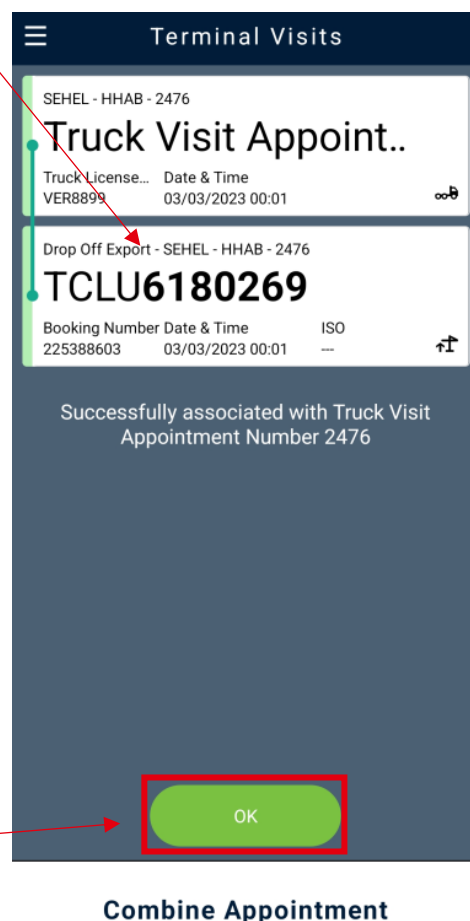 Terminal Visits
SEHEL - HHAB - 2476
Truck Visit Appoint..
Truck License... Date & Time
VER8899 03/03/2023 00:01
Drop Off Export - SEHEL - HHAB - 2476
TCLU6180269
Booking Number Date & Time ISO
225388603 03/03/2023 00:01 ---
Successfully associated with Truck Visit
Appointment Number 2476
OK
Combine Appointment